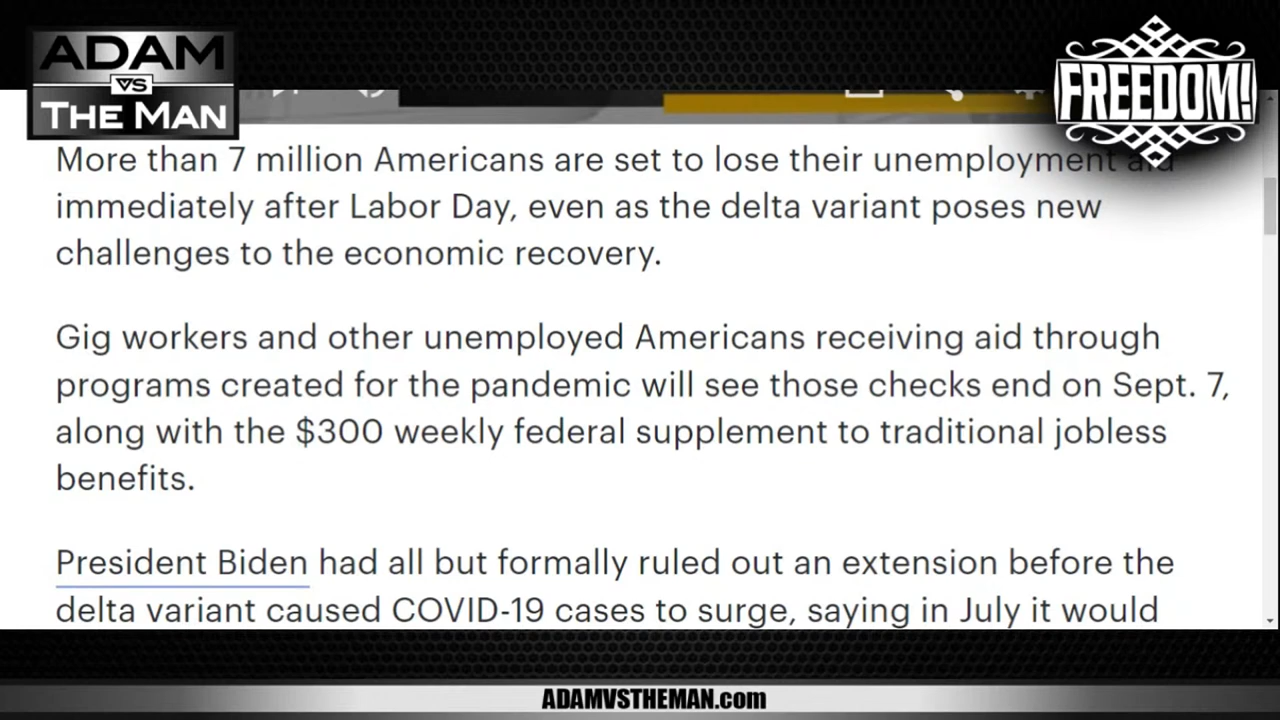 ADAM
VS
THE MAN
FREEDOM!
More than 7 million Americans are set to lose their unemployment aid
immediately after Labor Day, even as the delta variant poses new
challenges to the economic recovery.
Gig workers and other unemployed Americans receiving aid through
programs created for the pandemic will see those checks end on Sept. 7,
along with the $300 weekly federal supplement to traditional jobless
benefits.
President Biden had all but formally ruled out an extension before the
delta variant caused COVID-19 cases to surge, saying in July it would
ADAMVSTHEMAN.com